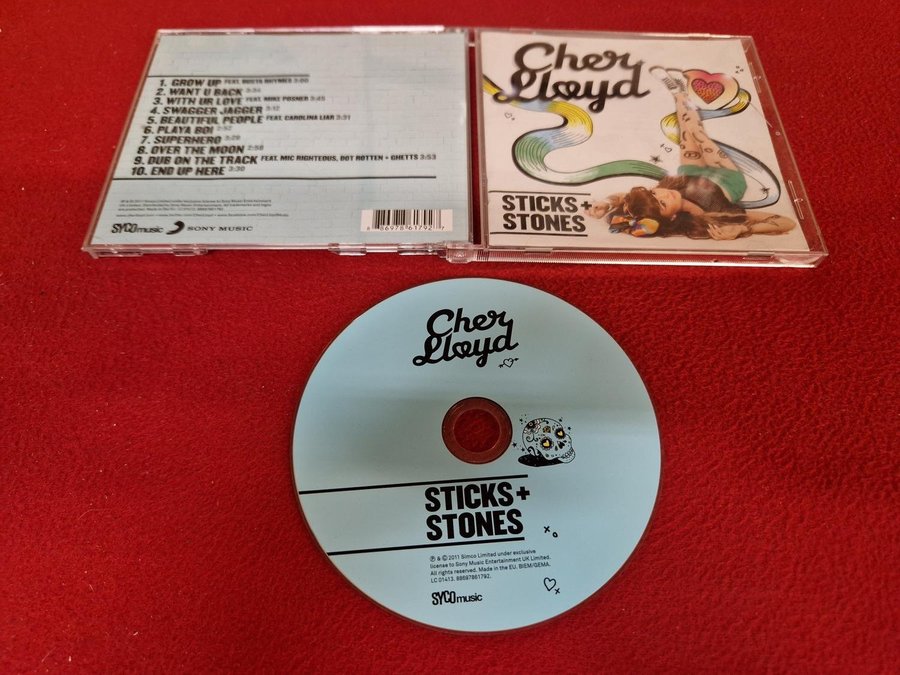 1. GROW UP FEAT. BUSTA RHYMES 3:00
2. WANT U BACK 3:34
3. WITH UR LOVE FEAT. MIKE POSNER 3:45
4. SWAGGER JAGGER 3:12
5. BEAUTIFUL PEOPLE FEAT. CAROLINA LIAR 3:31
6. PLAYA BOI 2:52
7. SUPERHERO 3:29
8. OVER THE MOON 2:58
9. DUB ON THE TRACK FEAT. MIC RIGHTEOUS, DOT ROTTEN + GHETTS 3:53
10. END UP HERE 3:30
SYCOmusic
SONY MUSIC
8 86978 61792 7
Cher
Lloyd
STICKS +
STONES
Cher
Lloyd
STICKS +
STONES
℗ & © 2011 Simco Limited under exclusive
license to Sony Music Entertainment UK Limited.
All rights reserved. Made in the EU. BIEM/GEMA.
LC 01413. 88697861792.
SYCOmusic